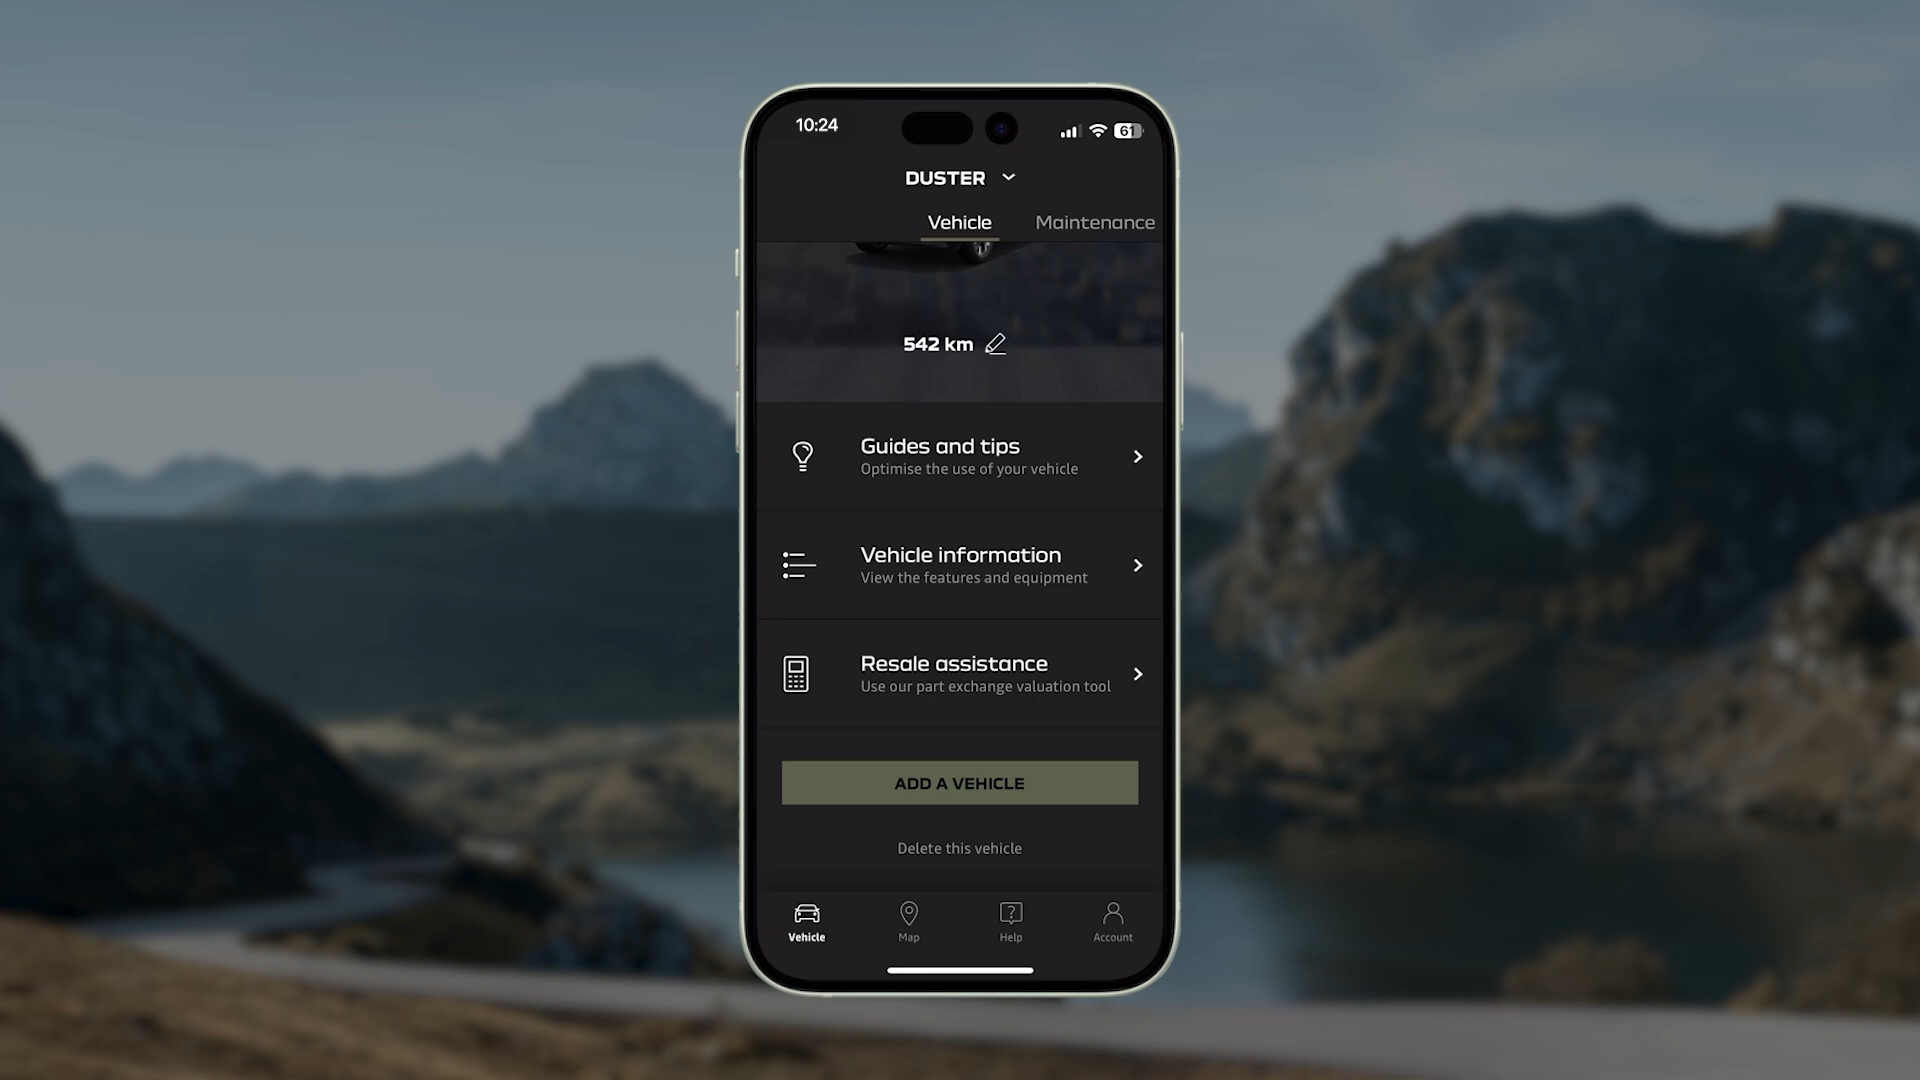 10:24
61
DUSTER
Vehicle
Maintenance
542 km
Guides and tips
Optimise the use of your vehicle
Vehicle information
View the features and equipment
Resale assistance
Use our part exchange valuation tool
ADD A VEHICLE
Delete this vehicle
Vehicle
Map
Help
Account